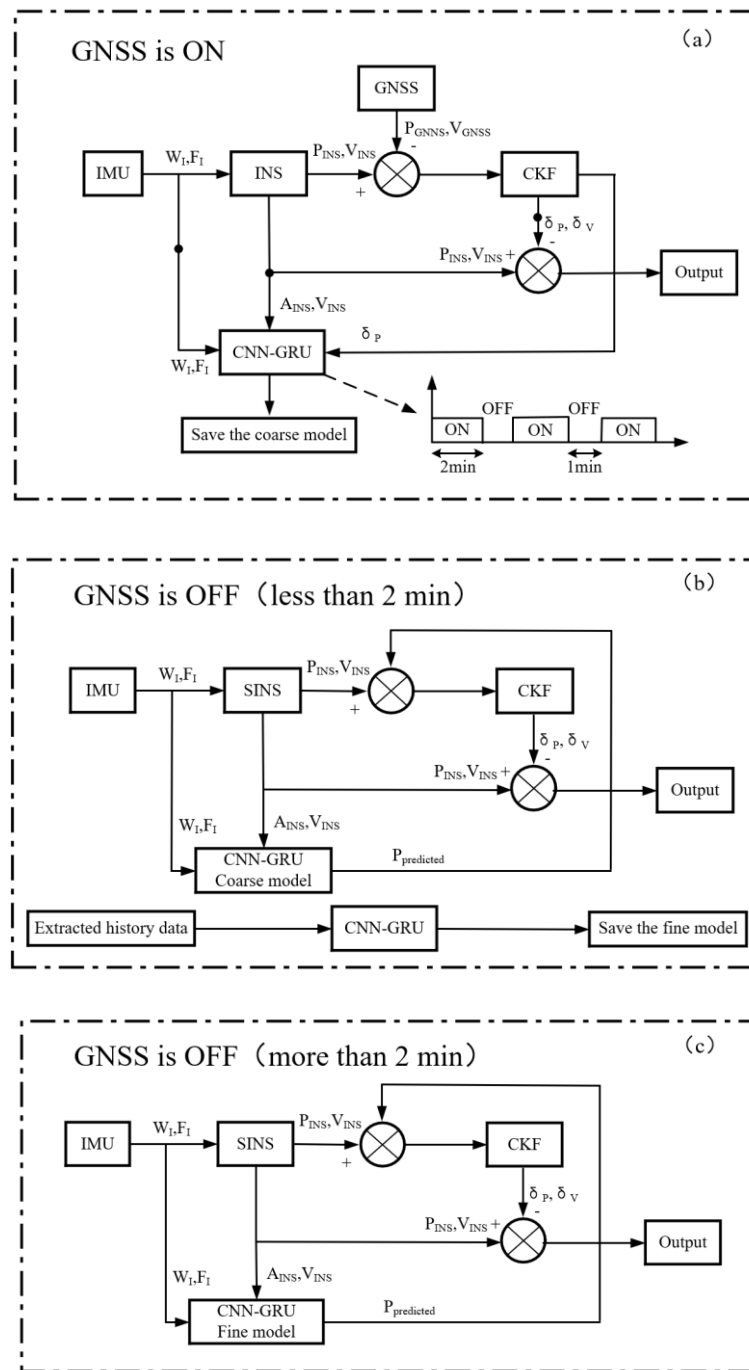 GNSS is ON
(a)
GNSS
P_GNNS,V_GNSS
-
W_I,F_I
P_INS,V_INS
IMU
INS
CKF
+
δ_P, δ_V
-
P_INS,V_INS +
Output
A_INS,V_INS
δ_P
W_I,F_I
CNN-GRU
OFF
OFF
ON
ON
ON
Save the coarse model
2min
1min
GNSS is OFF（less than 2 min）
(b)
W_I,F_I
P_INS,V_INS
IMU
SINS
CKF
+
δ_P, δ_V
-
P_INS,V_INS +
Output
A_INS,V_INS
W_I,F_I
CNN-GRU
Coarse model
P_predicted
Extracted history data
CNN-GRU
Save the fine model
GNSS is OFF（more than 2 min）
(c)
W_I,F_I
P_INS,V_INS
IMU
SINS
CKF
+
δ_P, δ_V
-
P_INS,V_INS +
Output
A_INS,V_INS
W_I,F_I
CNN-GRU
Fine model
P_predicted